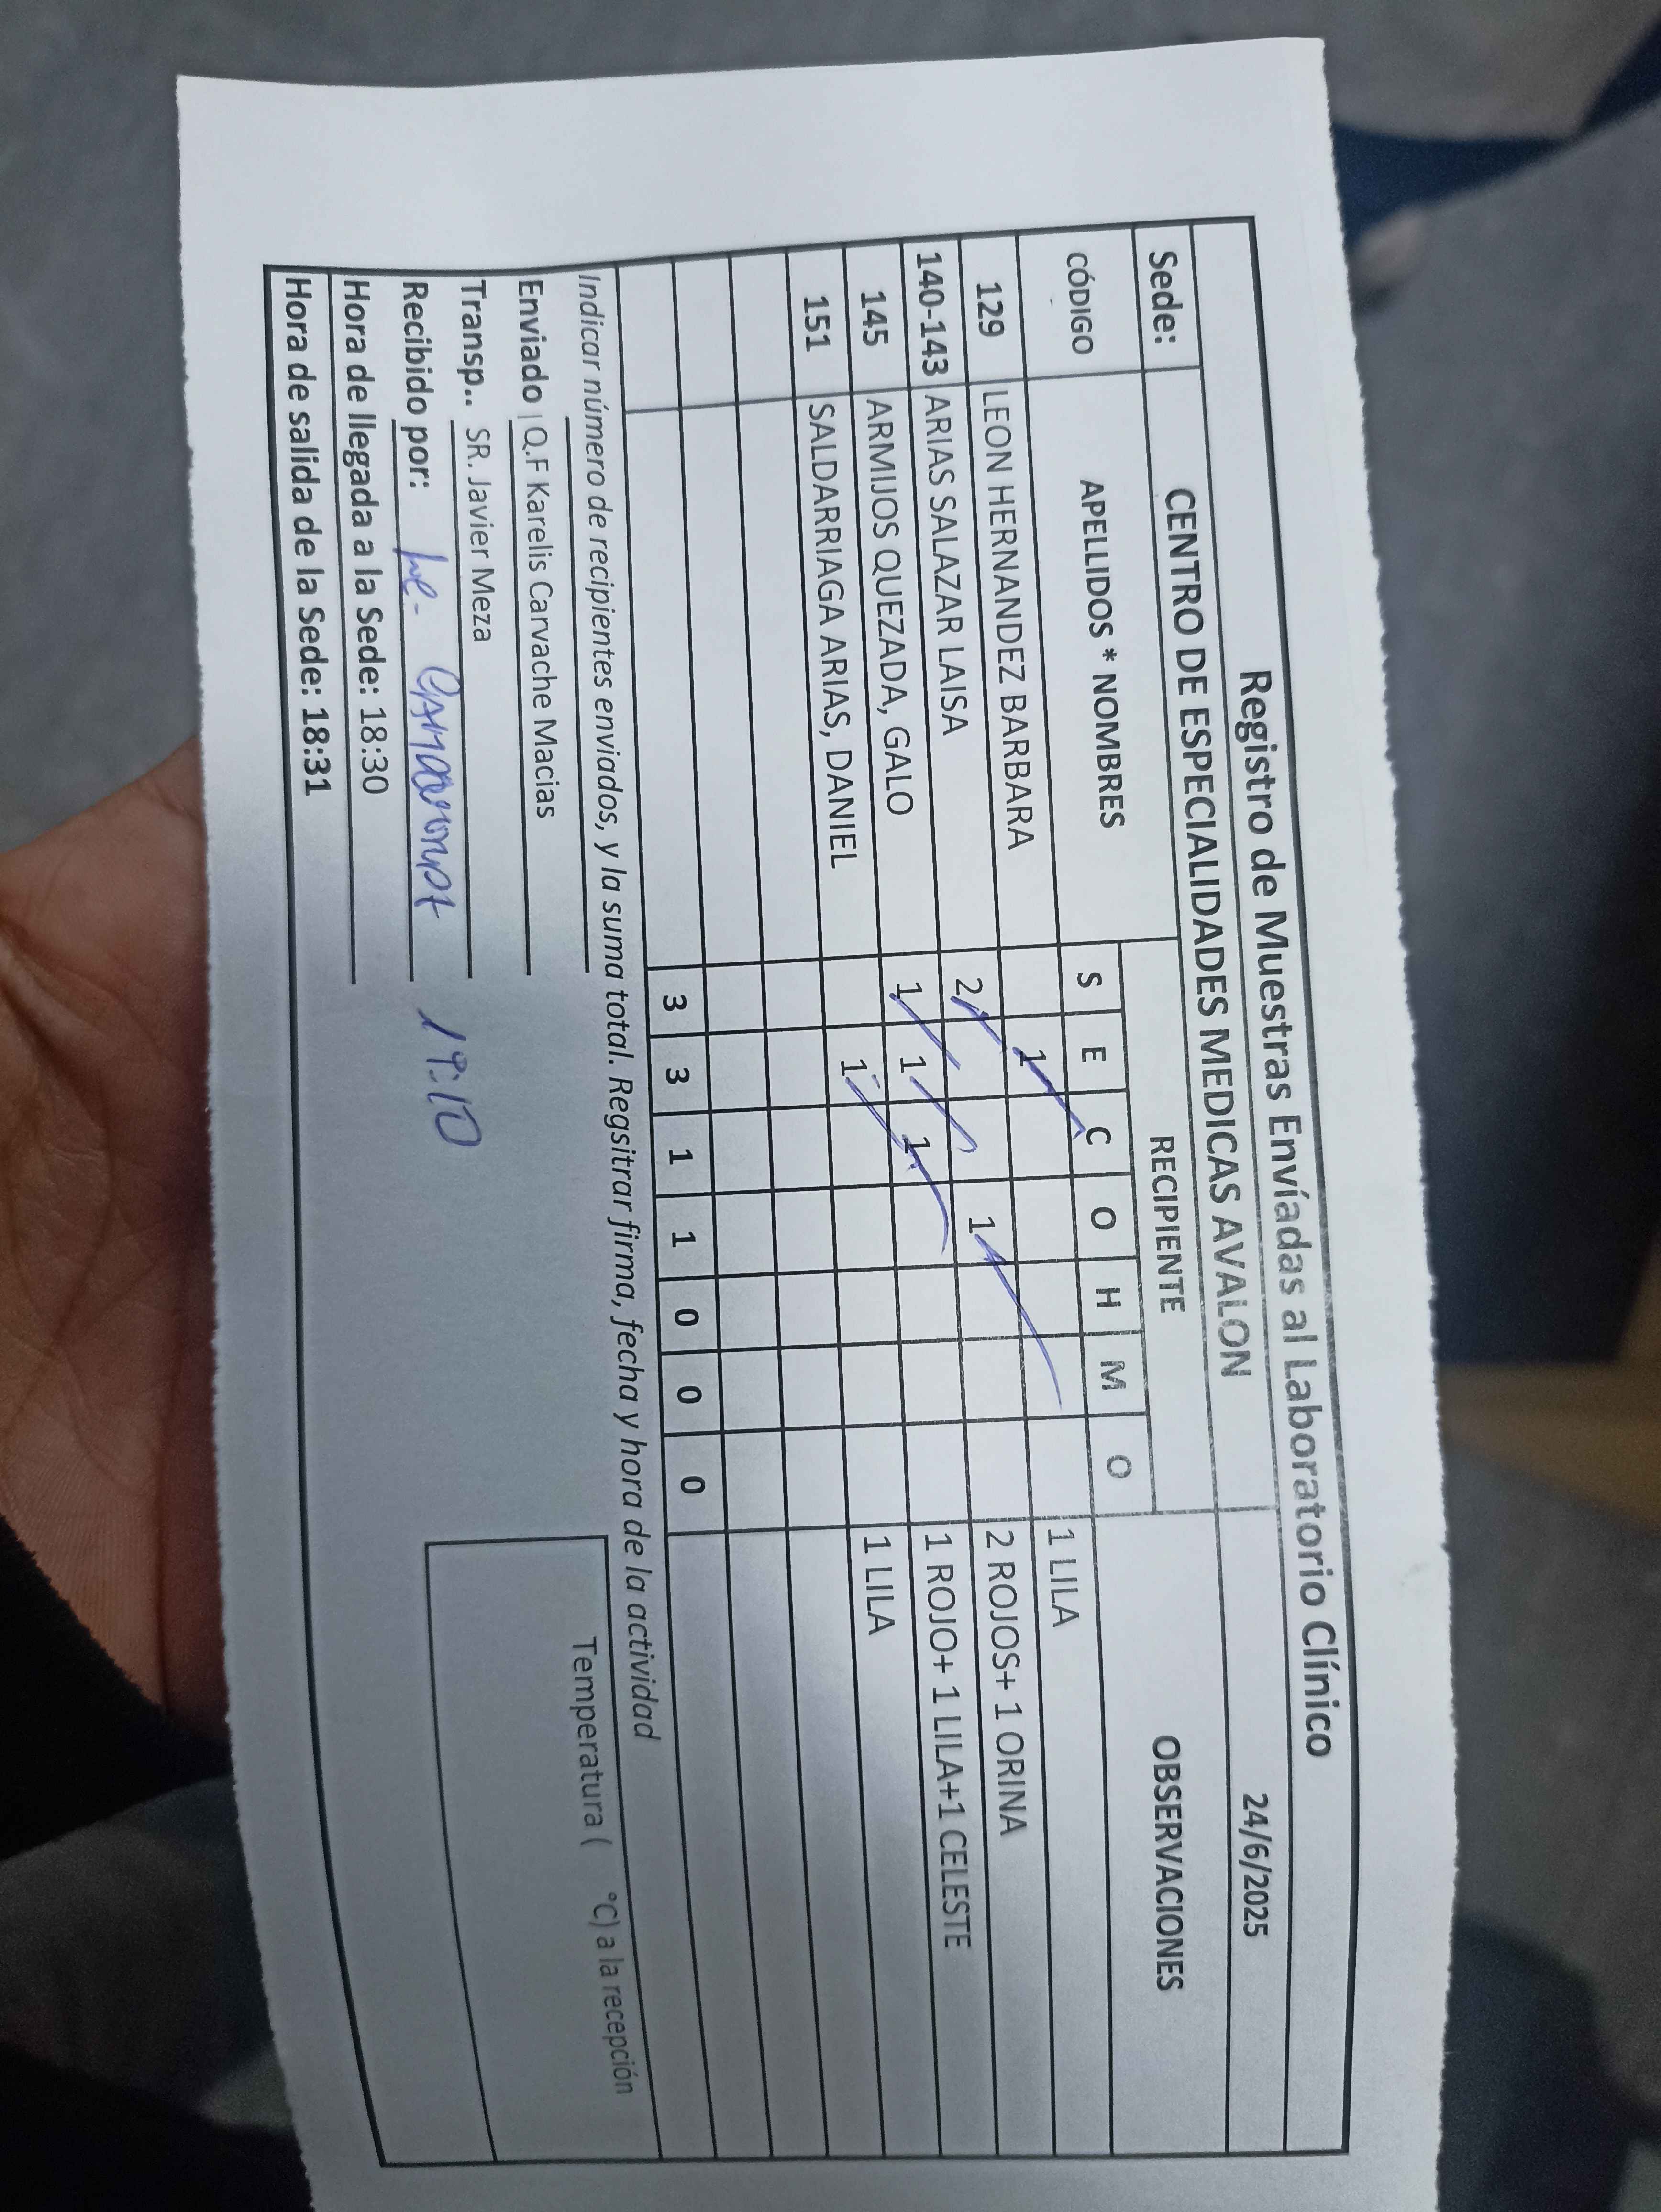 Registro de Muestras Envíadas al Laboratorio Clínico
Sede: CENTRO DE ESPECIALIDADES MEDICAS AVALON 24/6/2025
CÓDIGO APELLIDOS * NOMBRES RECIPIENTE OBSERVACIONES
S E C O H M O
129 LEON HERNANDEZ BARBARA 1 1 LILA
140-143 ARIAS SALAZAR LAISA 2 1 2 ROJOS+ 1 ORINA
145 ARMIJOS QUEZADA, GALO 1 1 1 1 ROJO+ 1 LILA+1 CELESTE
151 SALDARRIAGA ARIAS, DANIEL 1 1 LILA
3 3 1 1 0 0 0
Indicar número de recipientes enviados, y la suma total. Regsitrar firma, fecha y hora de la actividad
Enviado Q.F Karelis Carvache Macias
Temperatura ( °C) a la recepción
Transp.. SR. Javier Meza
Recibido por: 19:10
Hora de llegada a la Sede: 18:30
Hora de salida de la Sede: 18:31